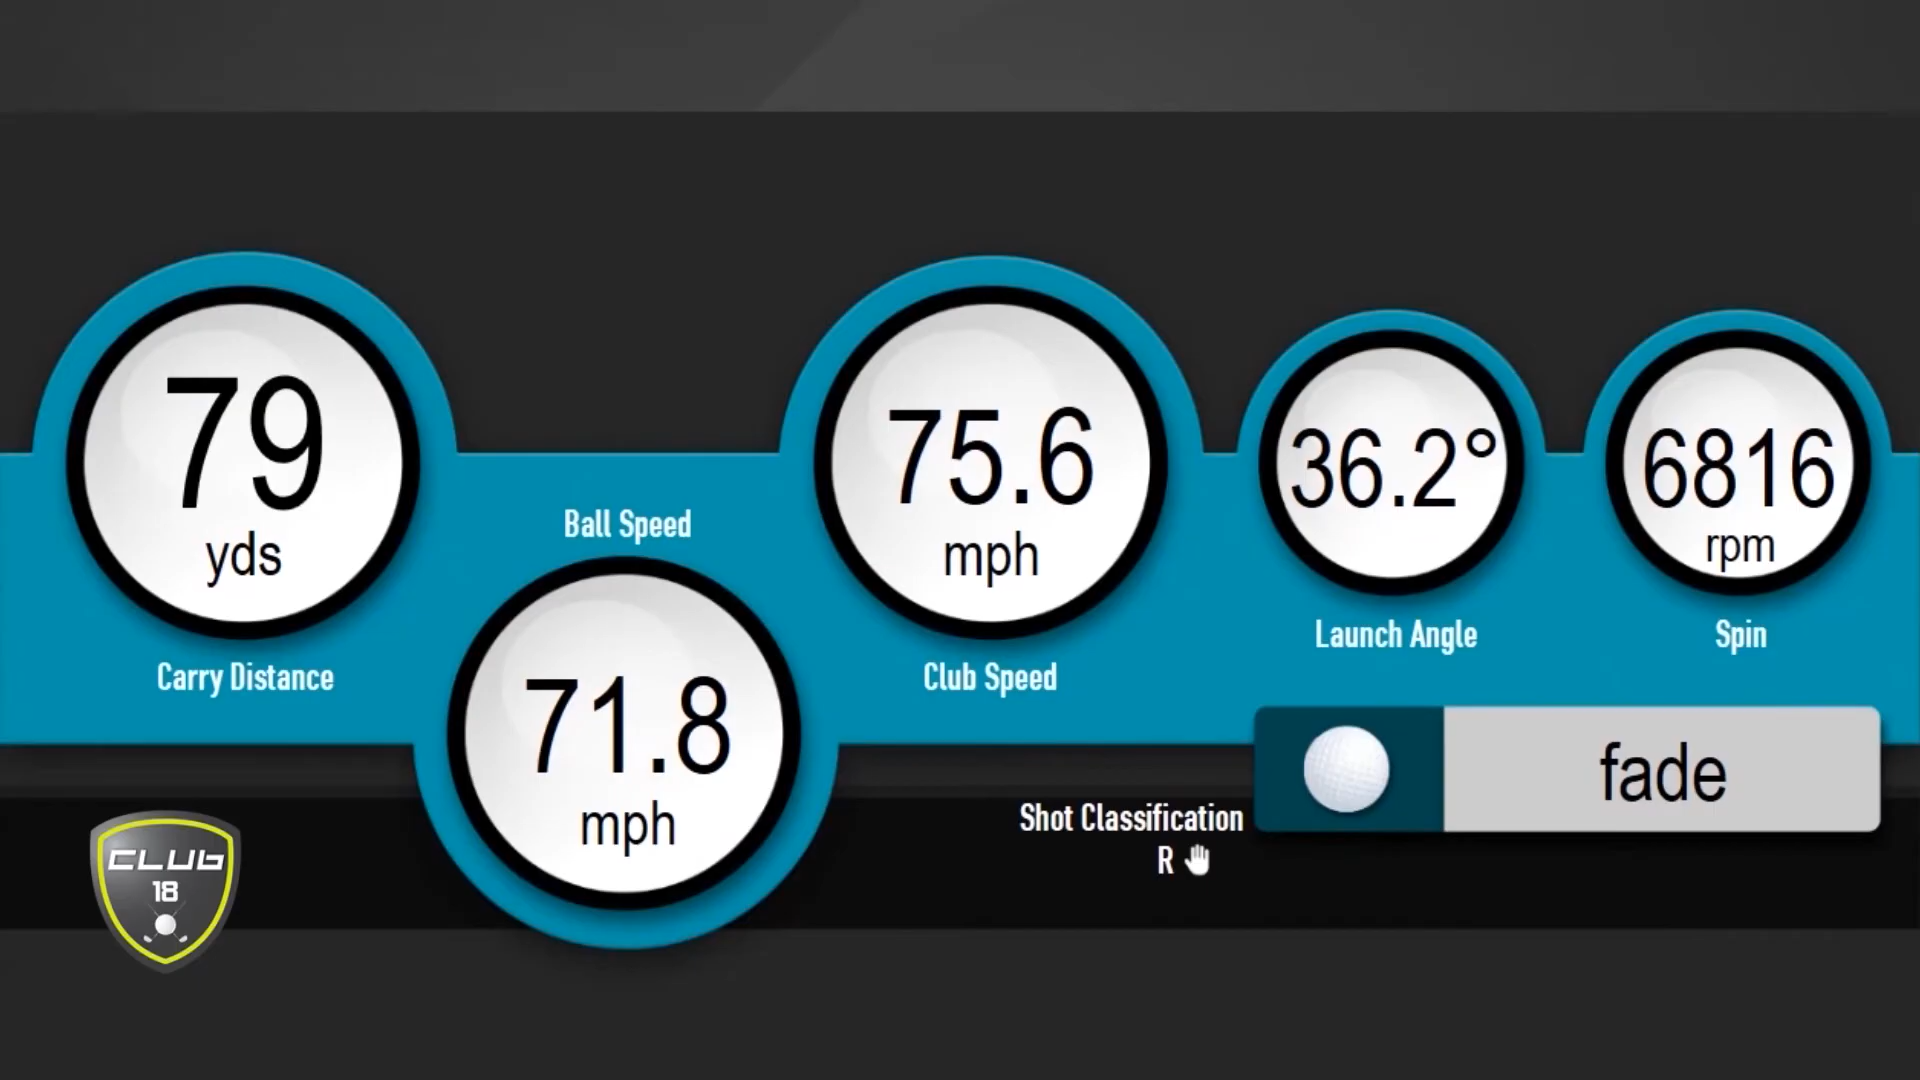 79
yds
Carry Distance
Ball Speed
71.8
mph
75.6
mph
Club Speed
36.2°
Launch Angle
6816
rpm
Spin
Shot Classification
R
fade
CLUB
18